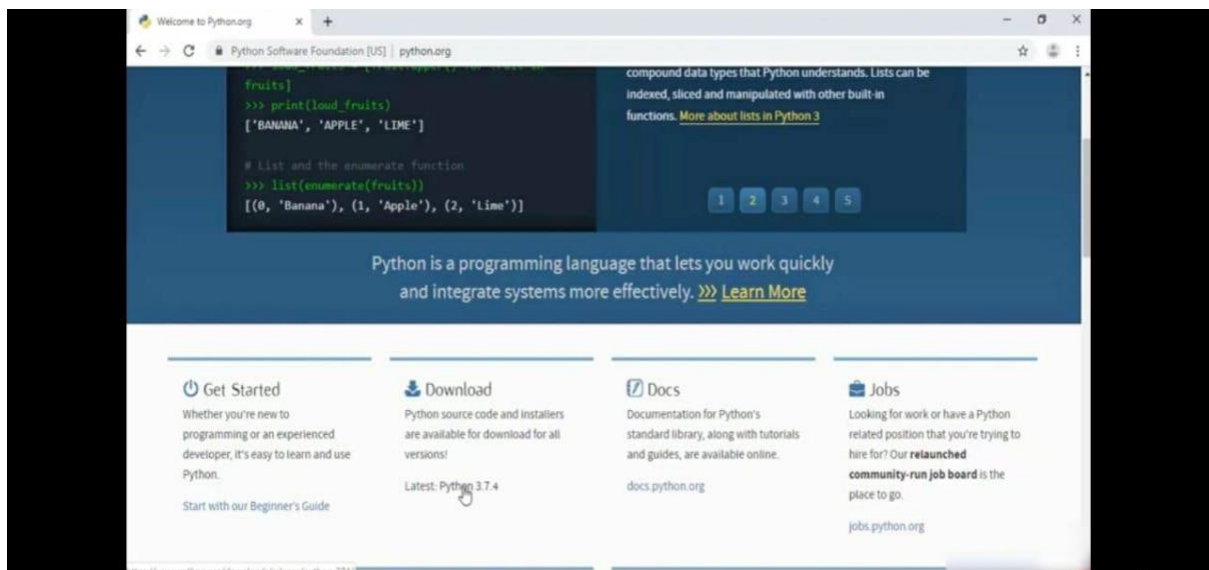 Welcome to Python.org
Python Software Foundation [US] | python.org
fruits]
>>> print(loud_fruits)
['BANANA', 'APPLE', 'LIME']
# List and the enumerate function
>>> list(enumerate(fruits))
[(0, 'Banana'), (1, 'Apple'), (2, 'Lime')]
compound data types that Python understands. Lists can be
indexed, sliced and manipulated with other built-in
functions. More about lists in Python 3
1 2 3 4 5
Python is a programming language that lets you work quickly
and integrate systems more effectively. >>> Learn More
Get Started
Whether you're new to
programming or an experienced
developer, it's easy to learn and use
Python.
Start with our Beginner's Guide
Download
Python source code and installers
are available for download for all
versions!
Latest: Python 3.7.4
Docs
Documentation for Python's
standard library, along with tutorials
and guides, are available online.
docs.python.org
Jobs
Looking for work or have a Python
related position that you're trying to
hire for? Our relaunched
community-run job board is the
place to go.
jobs.python.org